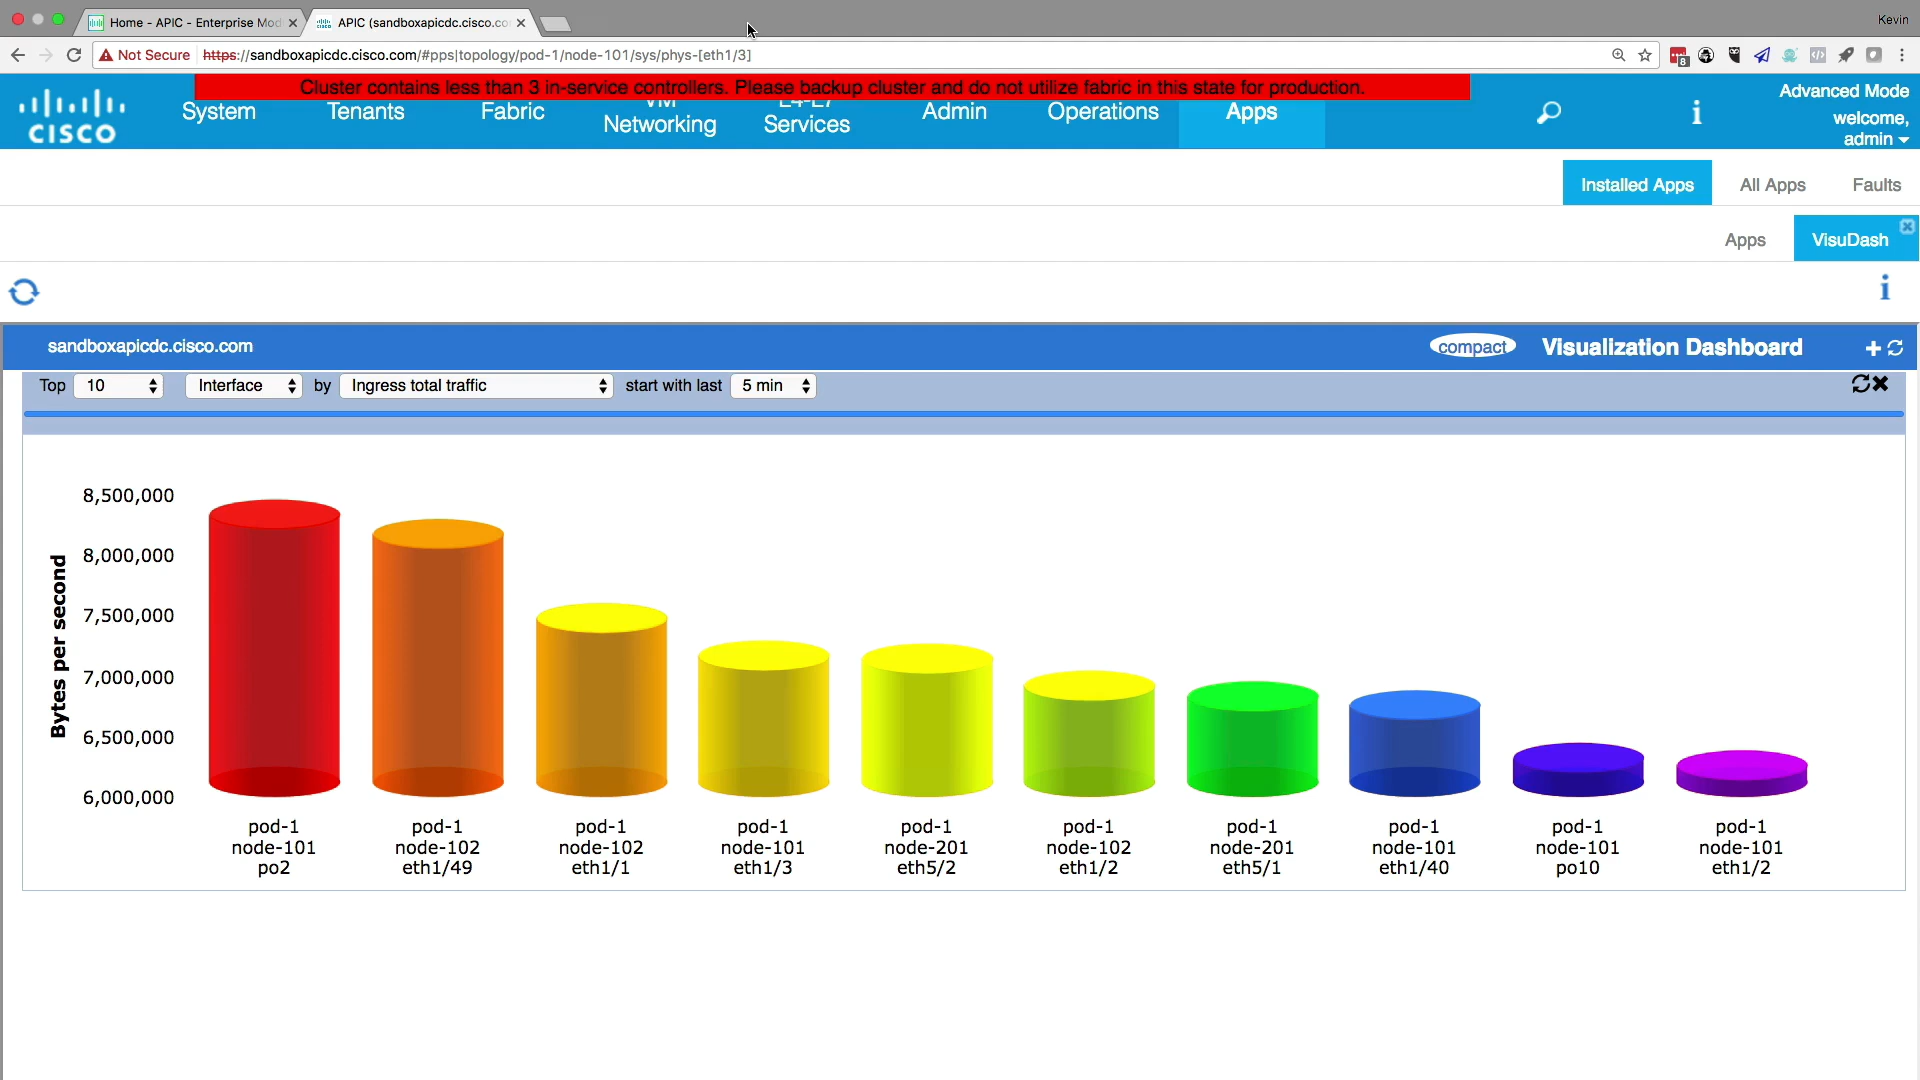 Home - APIC - Enterprise Mod
APIC (sandboxapicdc.cisco.co
Kevin
Not Secure
https://sandboxapicdc.cisco.com/#pps|topology/pod-1/node-101/sys/phys-[eth1/3]
8
Cluster contains less than 3 in-service controllers. Please backup cluster and do not utilize fabric in this state for production.
CISCO
System
Tenants
Fabric
VM
Networking
L4-L7
Services
Admin
Operations
Apps
i
Advanced Mode
welcome,
admin
Installed Apps
All Apps
Faults
Apps
VisuDash
i
sandboxapicdc.cisco.com
compact
Visualization Dashboard
Top 10 Interface by Ingress total traffic start with last 5 min
Bytes per second
8,500,000
8,000,000
7,500,000
7,000,000
6,500,000
6,000,000
pod-1
node-101
po2
pod-1
node-102
eth1/49
pod-1
node-102
eth1/1
pod-1
node-101
eth1/3
pod-1
node-201
eth5/2
pod-1
node-102
eth1/2
pod-1
node-201
eth5/1
pod-1
node-101
eth1/40
pod-1
node-101
po10
pod-1
node-101
eth1/2